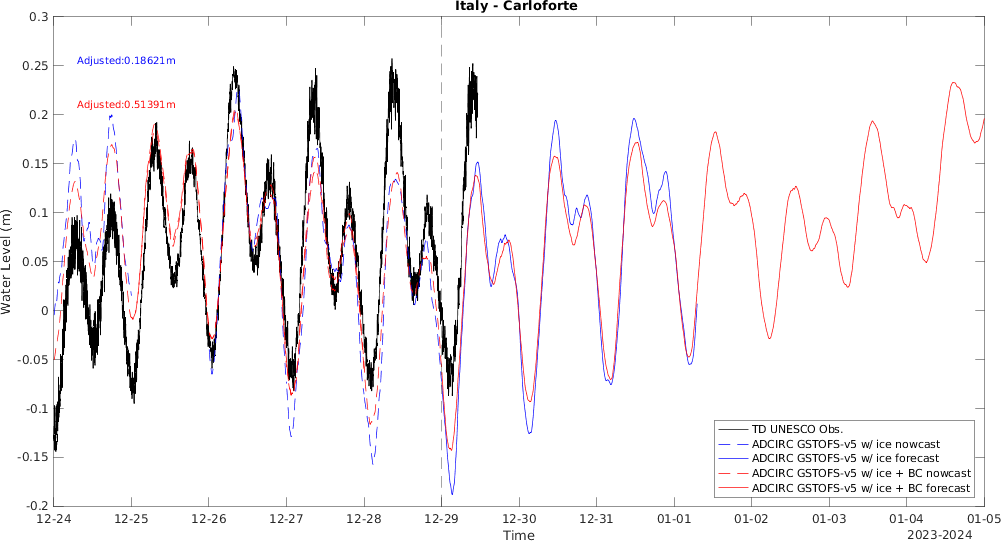 Italy - Carloforte
Adjusted:0.18621m
Adjusted:0.51391m
Water Level (m)
0.3
0.25
0.2
0.15
0.1
0.05
0
-0.05
-0.1
-0.15
-0.2
12-24
12-25
12-26
12-27
12-28
12-29
12-30
12-31
01-01
01-02
01-03
01-04
01-05
Time
2023-2024
TD UNESCO Obs.
ADCIRC GSTOFS-v5 w/ ice nowcast
ADCIRC GSTOFS-v5 w/ ice forecast
ADCIRC GSTOFS-v5 w/ ice + BC nowcast
ADCIRC GSTOFS-v5 w/ ice + BC forecast